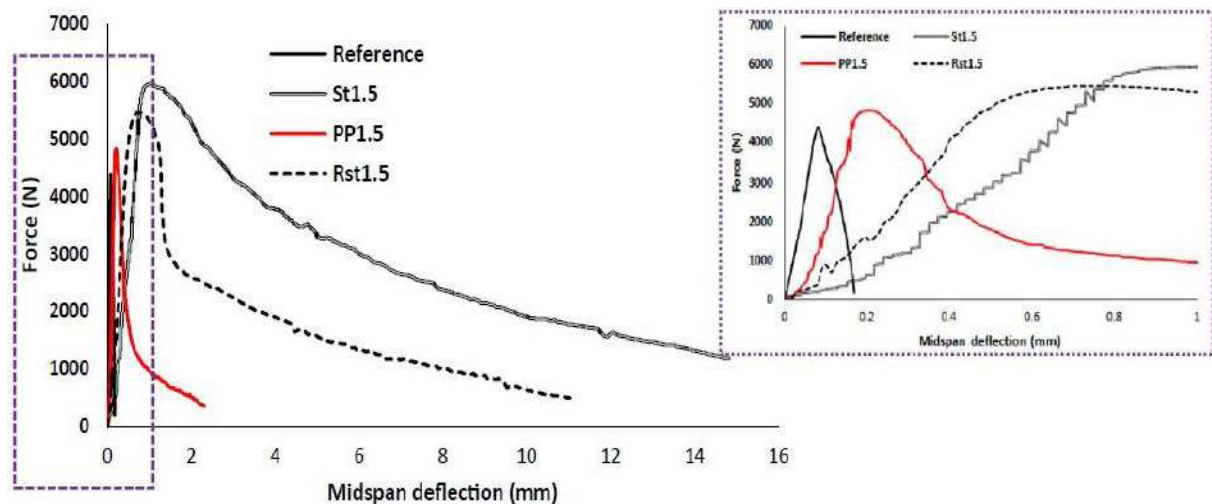 7000
6000
5000
4000
3000
2000
1000
0
Force (N)
Reference
St1.5
PP1.5
Rst1.5
0 2 4 6 8 10 12 14 16
Midspan deflection (mm)
7000
6000
5000
4000
3000
2000
1000
0
Force (N)
Reference St1.5
PP1.5 Rst1.5
0 0.2 0.4 0.6 0.8 1
Midspan deflection (mm)